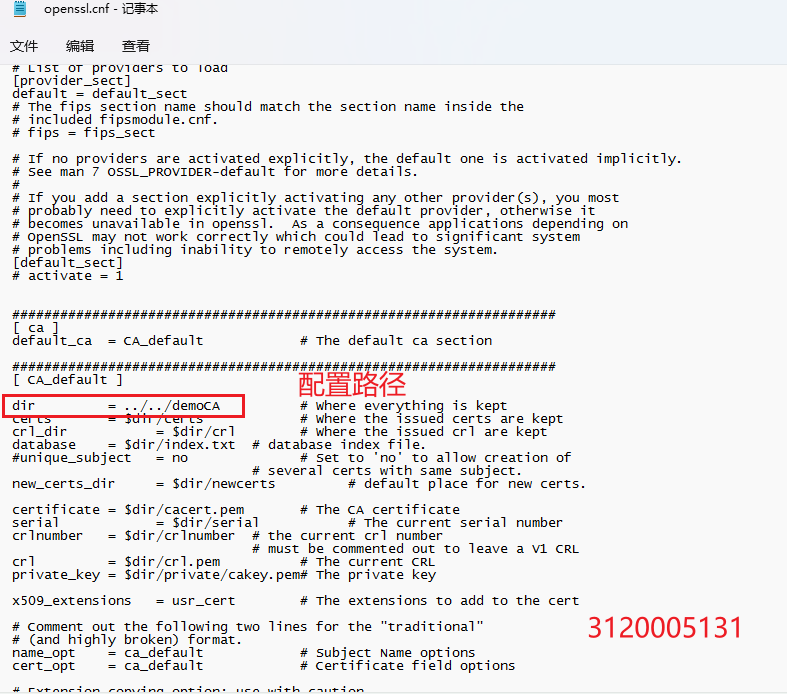 openssl.cnf - 记事本
文件 编辑 查看
# List of providers to load
[provider_sect]
default = default_sect
# The fips section name should match the section name inside the
# included fipsmodule.cnf.
# fips = fips_sect
# If no providers are activated explicitly, the default one is activated implicitly.
# See man 7 OSSL_PROVIDER-default for more details.
#
# If you add a section explicitly activating any other provider(s), you most
# probably need to explicitly activate the default provider, otherwise it
# becomes unavailable in openssl.  As a consequence applications depending on
# OpenSSL may not work correctly which could lead to significant system
# problems including inability to remotely access the system.
[default_sect]
# activate = 1
####################################################################
[ ca ]
default_ca  = CA_default            # The default ca section
####################################################################
[ CA_default ]
配置路径
dir         = ../../demoCA          # Where everything is kept
certs       = $dir/certs            # Where the issued certs are kept
crl_dir           = $dir/crl        # Where the issued crl are kept
database    = $dir/index.txt  # database index file.
#unique_subject   = no              # Set to 'no' to allow creation of
# several certs with same subject.
new_certs_dir     = $dir/newcerts         # default place for new certs.
certificate = $dir/cacert.pem       # The CA certificate
serial            = $dir/serial           # The current serial number
crlnumber   = $dir/crlnumber  # the current crl number
# must be commented out to leave a V1 CRL
crl         = $dir/crl.pem          # The current CRL
private_key = $dir/private/cakey.pem# The private key
x509_extensions   = usr_cert        # The extensions to add to the cert
# Comment out the following two lines for the "traditional"
3120005131
# (and highly broken) format.
name_opt    = ca_default            # Subject Name options
cert_opt    = ca_default            # Certificate field options
# Extension copying option: use with caution.